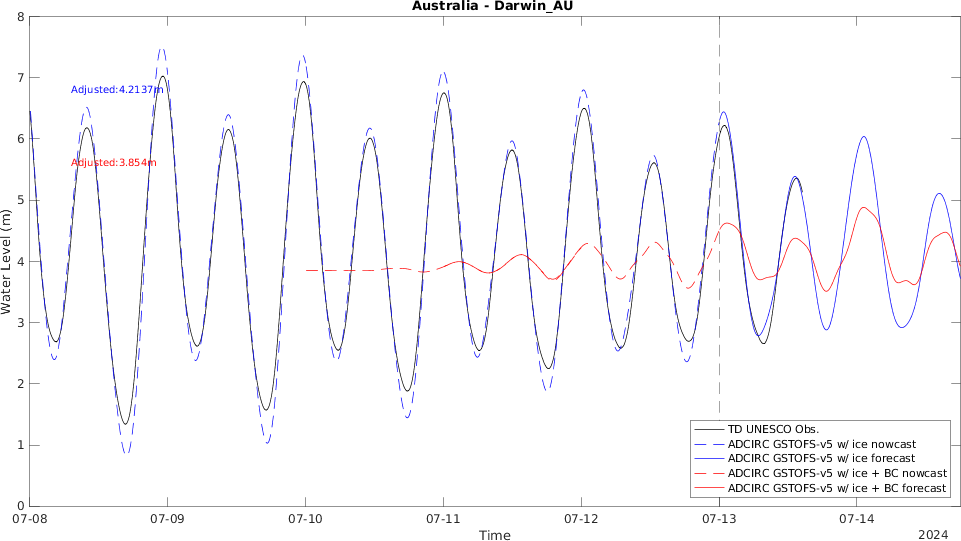 Australia - Darwin_AU
8
7
6
5
4
3
2
1
0
Water Level (m)
Adjusted:4.2137m
Adjusted:3.854m
TD UNESCO Obs.
ADCIRC GSTOFS-v5 w/ ice nowcast
ADCIRC GSTOFS-v5 w/ ice forecast
ADCIRC GSTOFS-v5 w/ ice + BC nowcast
ADCIRC GSTOFS-v5 w/ ice + BC forecast
07-08 07-09 07-10 07-11 07-12 07-13 07-14
Time
2024